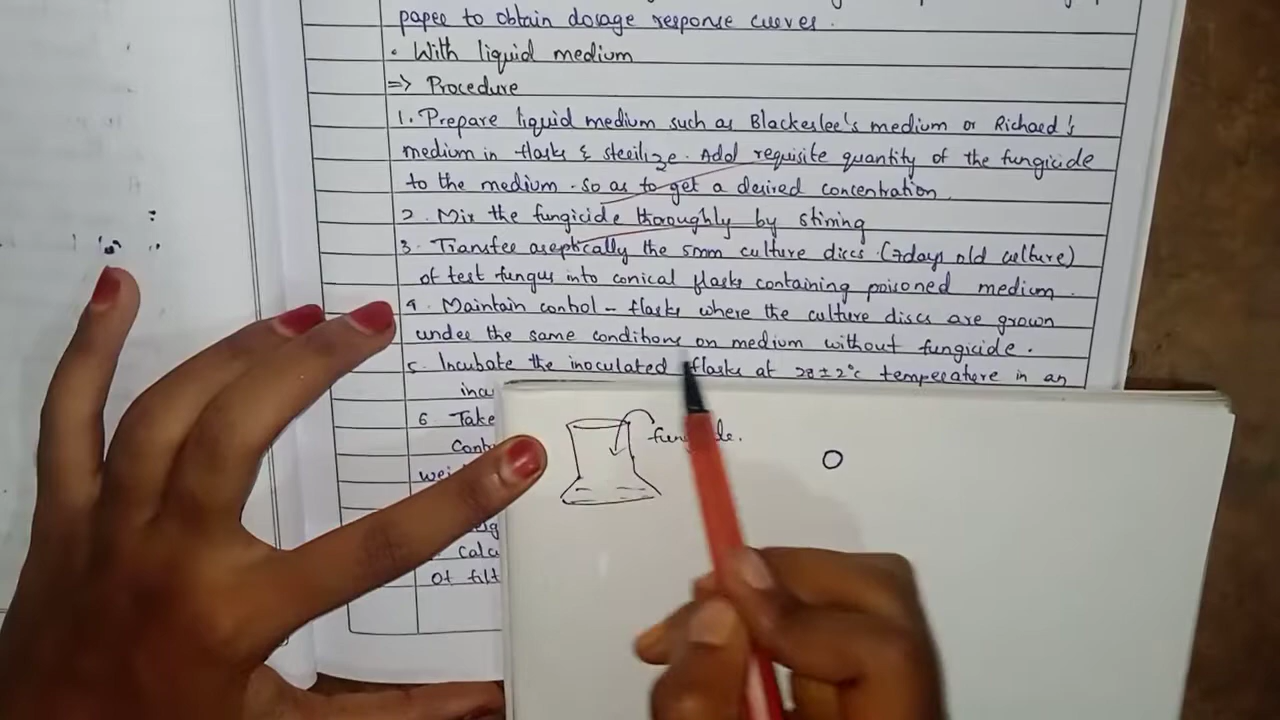 papee to obtain dosage response curves.
• With liquid medium
=> Procedure
1. Prepare liquid medium such as Blackeslee's medium or Richard's
medium in flasks & sterilize. Add requisite quantity of the fungicide
to the medium. so as to get a desired concentration.
2. Mix the fungicide thoroughly by stirring
3. Transfer aseptically the 5mm culture discs (7days old culture)
of test fungus into conical flasks containing poisoned medium.
4. Maintain control - flasks where the culture discs are grown
under the same conditions on medium without fungicide.
5. Incubate the inoculated flasks at 28±2°c temperature in an
6. Take
fungicide.